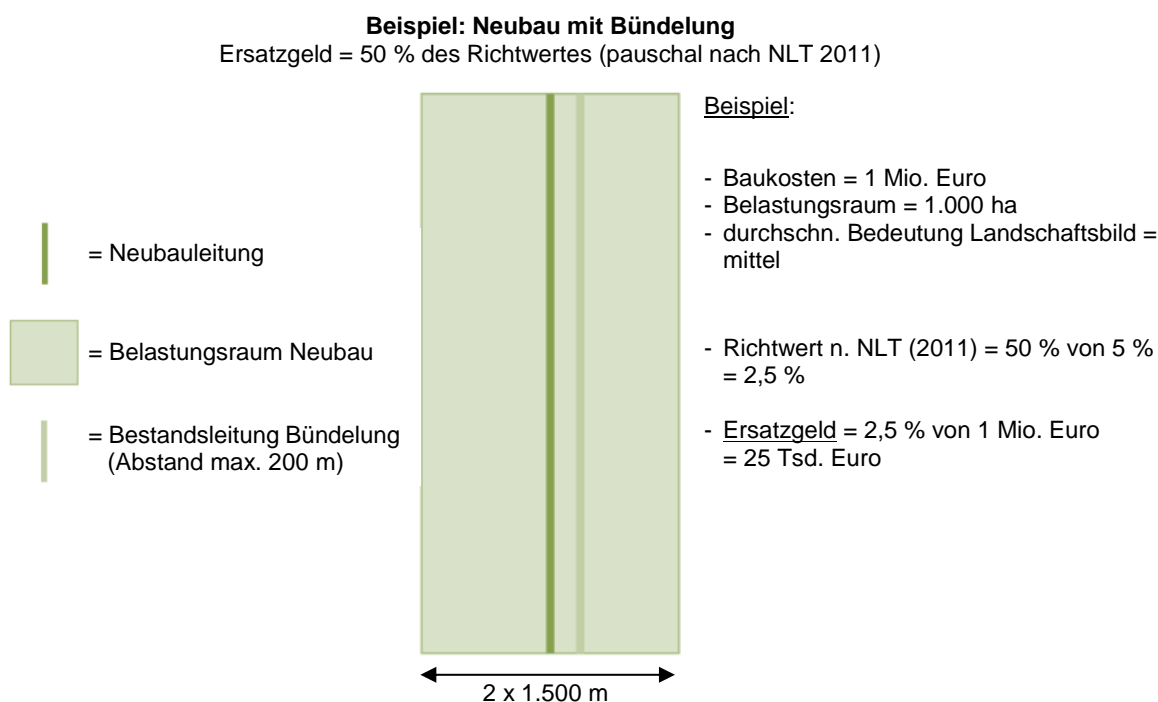 Beispiel: Neubau mit Bündelung
Ersatzgeld = 50 % des Richtwertes (pauschal nach NLT 2011)
= Neubauleitung
= Belastungsraum Neubau
= Bestandsleitung Bündelung
(Abstand max. 200 m)
2 x 1.500 m
Beispiel:
- Baukosten = 1 Mio. Euro
- Belastungsraum = 1.000 ha
- durchschn. Bedeutung Landschaftsbild =
mittel
- Richtwert n. NLT (2011) = 50 % von 5 %
= 2,5 %
- Ersatzgeld = 2,5 % von 1 Mio. Euro
= 25 Tsd. Euro